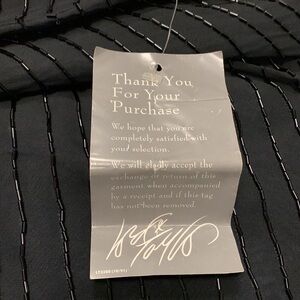 Thank You
For Your
Purchase
We hope that you are
completely satisfied with
your selection.
We will gladly accept the
exchange or return of this
garment when accompanied
by a receipt and if this tag
has not been removed.